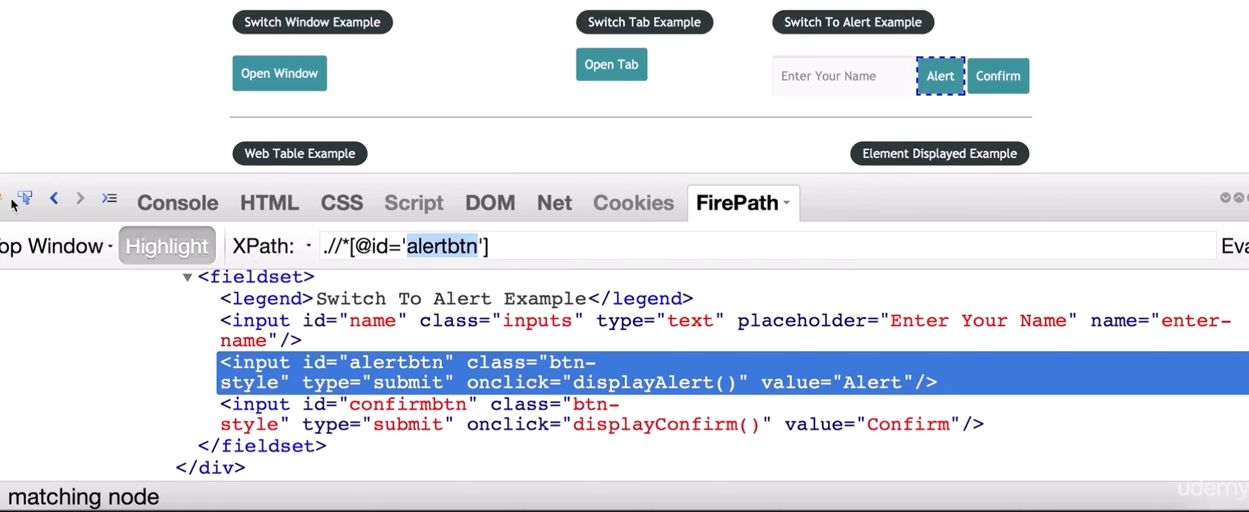 Switch Window Example
Switch Tab Example
Switch To Alert Example
Open Window
Open Tab
Enter Your Name
Alert
Confirm
Web Table Example
Element Displayed Example
Console HTML CSS Script DOM Net Cookies FirePath
op Window Highlight XPath: .//*[@id='alertbtn'] Eva
<fieldset>
<legend>Switch To Alert Example</legend>
<input id="name" class="inputs" type="text" placeholder="Enter Your Name" name="enter-
name"/>
<input id="alertbtn" class="btn-
style" type="submit" onclick="displayAlert()" value="Alert"/>
<input id="confirmbtn" class="btn-
style" type="submit" onclick="displayConfirm()" value="Confirm"/>
</fieldset>
</div>
matching node
udemy